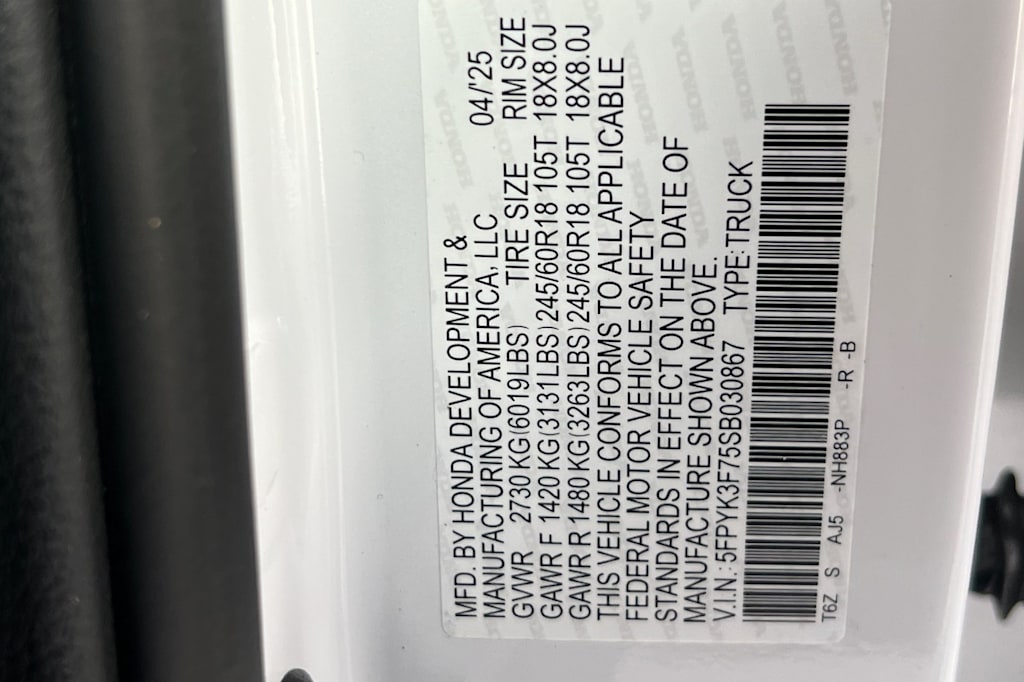 MFD. BY HONDA DEVELOPMENT &
MANUFACTURING OF AMERICA, LLC 04/'25
GVWR 2730 KG(6019LBS) TIRE SIZE RIM SIZE
GAWR F 1420 KG(3131LBS) 245/60R18 105T 18X8.0J
GAWR R 1480 KG(3263LBS) 245/60R18 105T 18X8.0J
THIS VEHICLE CONFORMS TO ALL APPLICABLE
FEDERAL MOTOR VEHICLE SAFETY
STANDARDS IN EFFECT ON THE DATE OF
MANUFACTURE SHOWN ABOVE.
V.I.N.: 5FPYK3F75SB030867 TYPE: TRUCK
T6Z S AJ5 -NH883P -R -B